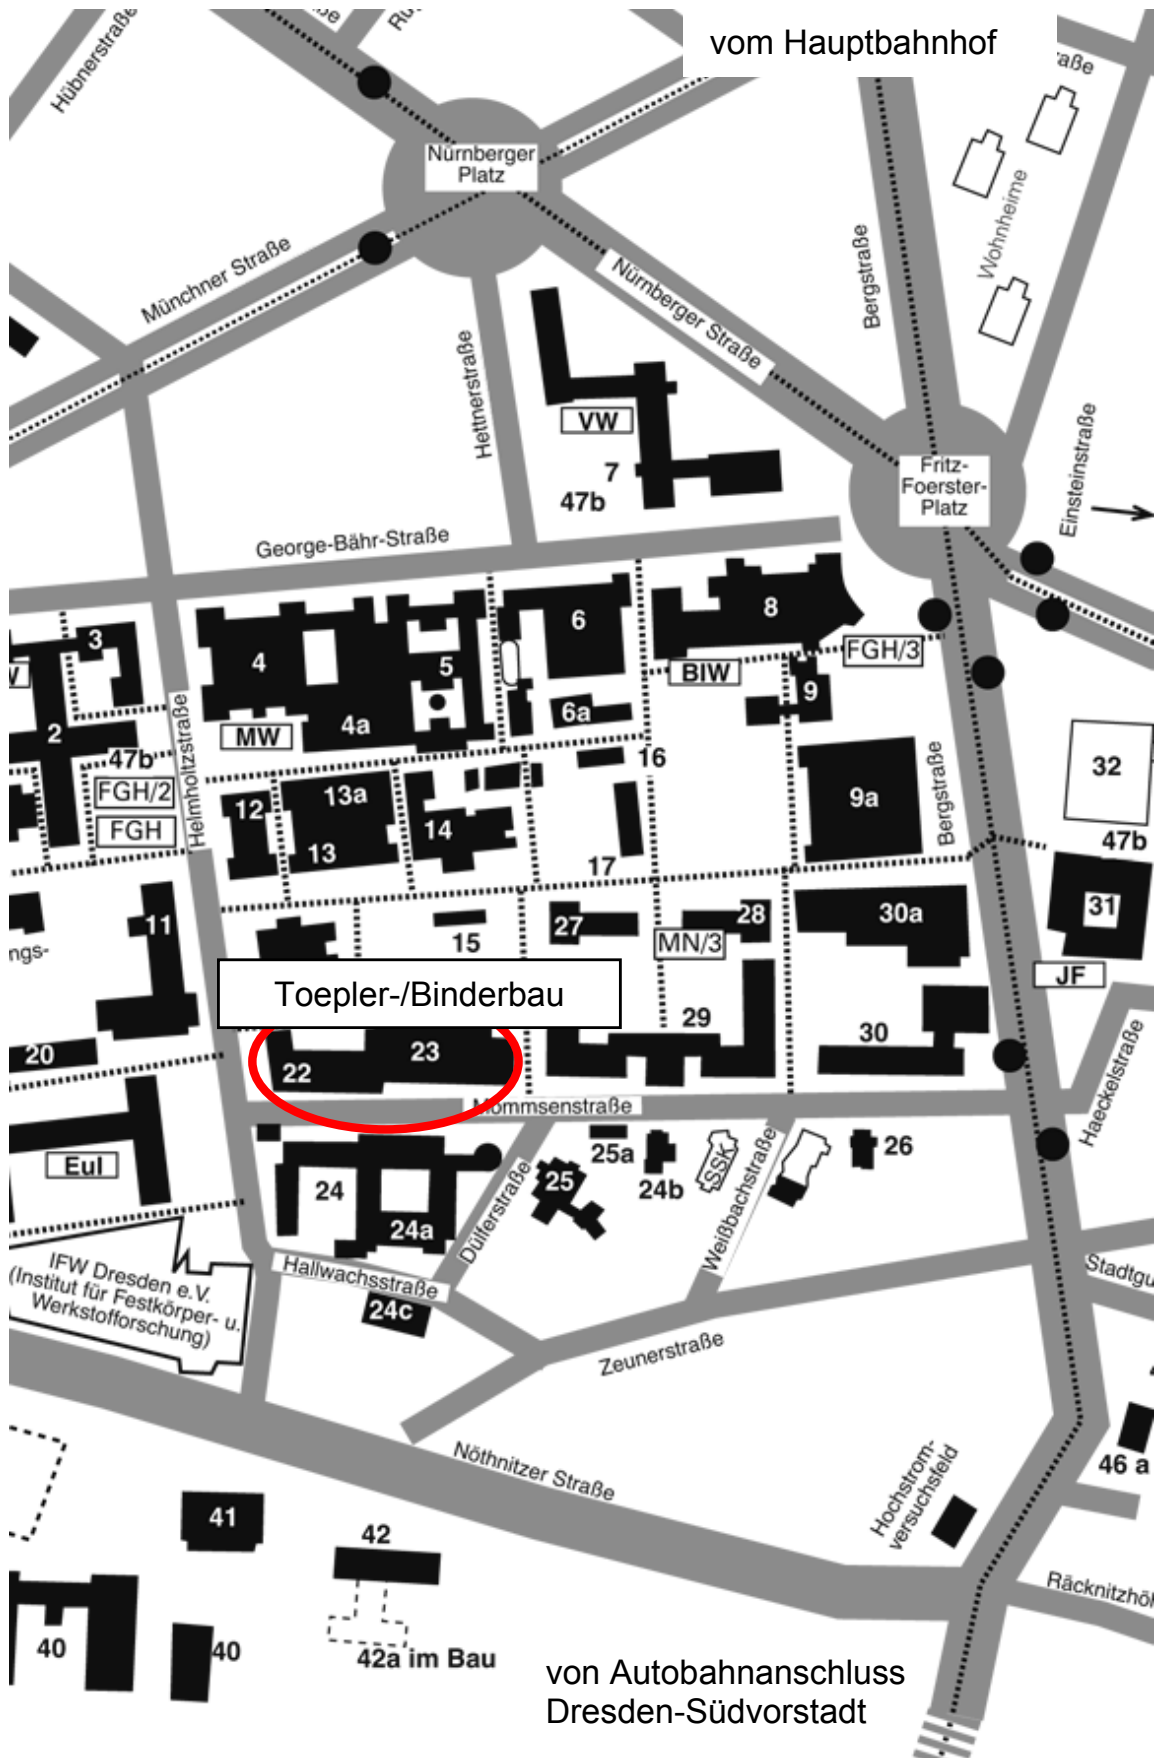 vom Hauptbahnhof
Hübnerstraße
Nürnberger
Platz
Wohnheime
Münchner Straße
Nürnberger Straße
Bergstraße
Hettnerstraße
VW
7
47b
Fritz-
Foerster-
Platz
Einsteinstraße
George-Bähr-Straße
3
4
5
6
8
FGH/3
BIW
9
2
4a
6a
MW
47b
16
32
FGH/2
FGH
Helmholtzstraße
12
13a
13
14
9a
Bergstraße
47b
17
11
15
27
28
MN/3
30a
31
JF
Toepler-/Binderbau
20
22
23
29
30
Mommsenstraße
Haeckelstraße
EuI
24
24a
25a
25
24b
SSK
26
Dülferstraße
Weißbachstraße
IFW Dresden e.V.
(Institut für Festkörper- u.
Werkstofforschung)
Hallwachsstraße
24c
Zeunerstraße
Nöthnitzer Straße
Hochstrom-
versuchsfeld
46 a
41
42
40
40
42a im Bau
von Autobahnanschluss
Dresden-Südvorstadt